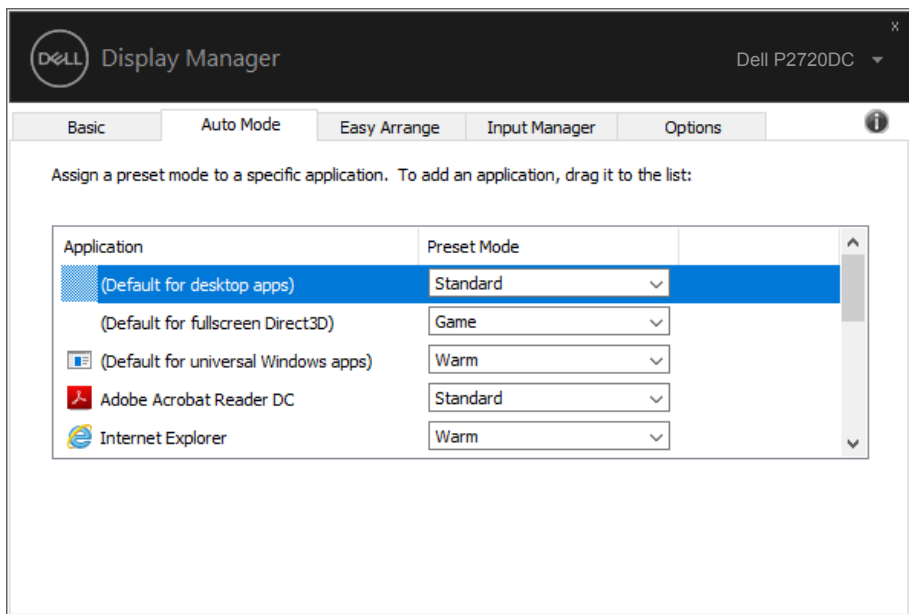 DELL Display Manager
x
Dell P2720DC
Basic Auto Mode Easy Arrange Input Manager Options i
Assign a preset mode to a specific application. To add an application, drag it to the list:
Application Preset Mode
(Default for desktop apps) Standard
(Default for fullscreen Direct3D) Game
(Default for universal Windows apps) Warm
Adobe Acrobat Reader DC Standard
Internet Explorer Warm